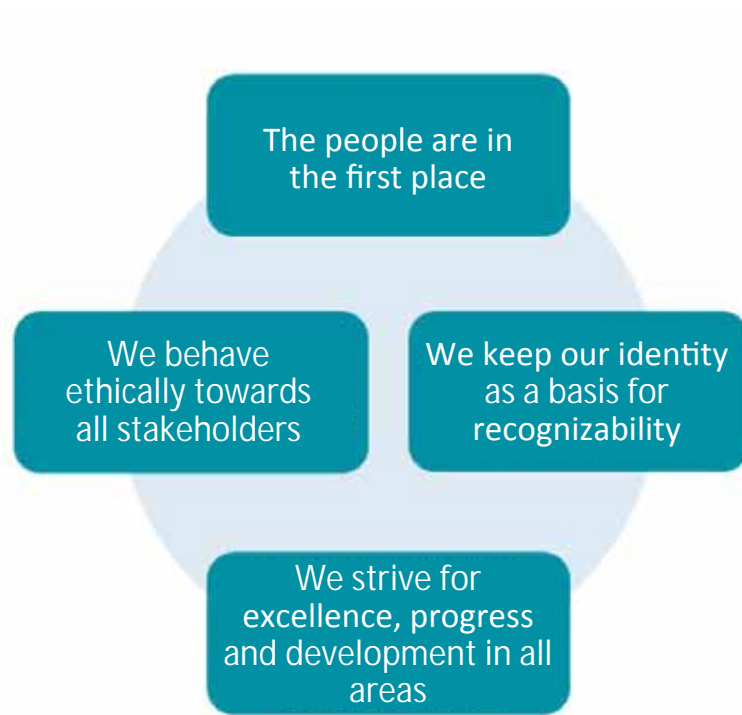 The people are in
the first place
We behave
ethically towards
all stakeholders
We keep our identity
as a basis for
recognizability
We strive for
excellence, progress
and development in all
areas